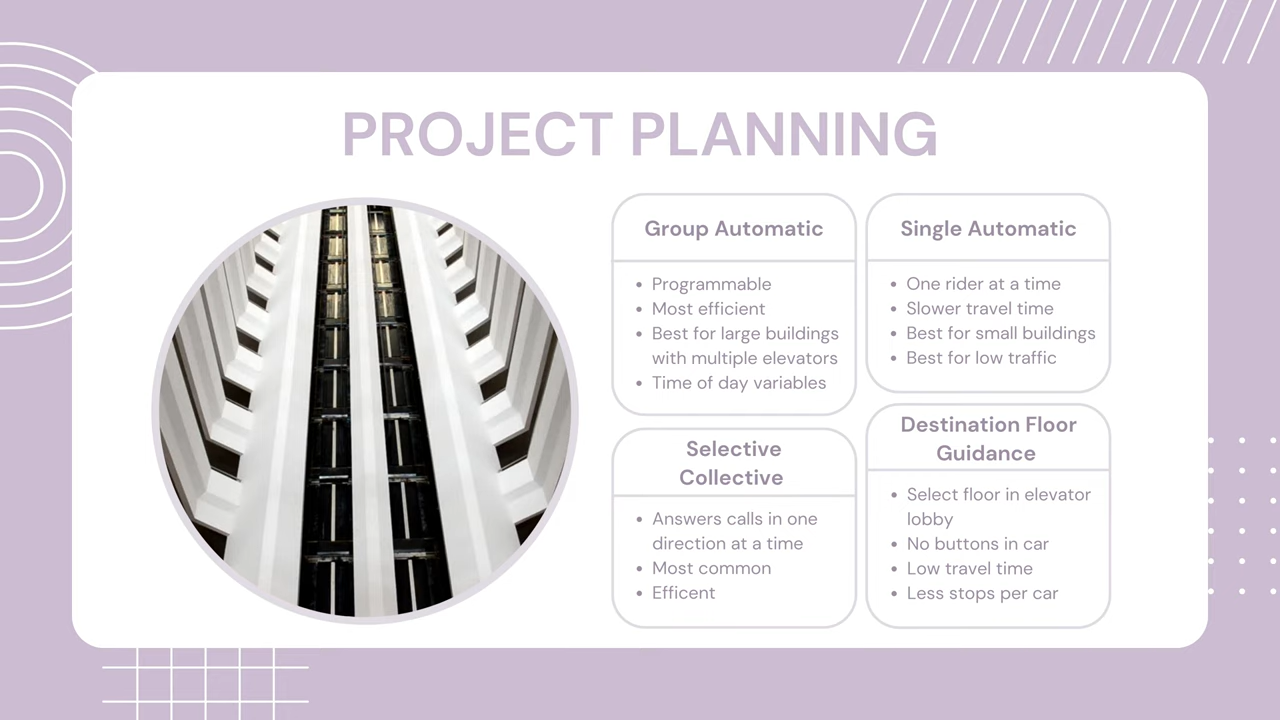 PROJECT PLANNING
Group Automatic
• Programmable
• Most efficient
• Best for large buildings
with multiple elevators
• Time of day variables
Single Automatic
• One rider at a time
• Slower travel time
• Best for small buildings
• Best for low traffic
Selective
Collective
• Answers calls in one
direction at a time
• Most common
• Efficent
Destination Floor
Guidance
• Select floor in elevator
lobby
• No buttons in car
• Low travel time
• Less stops per car